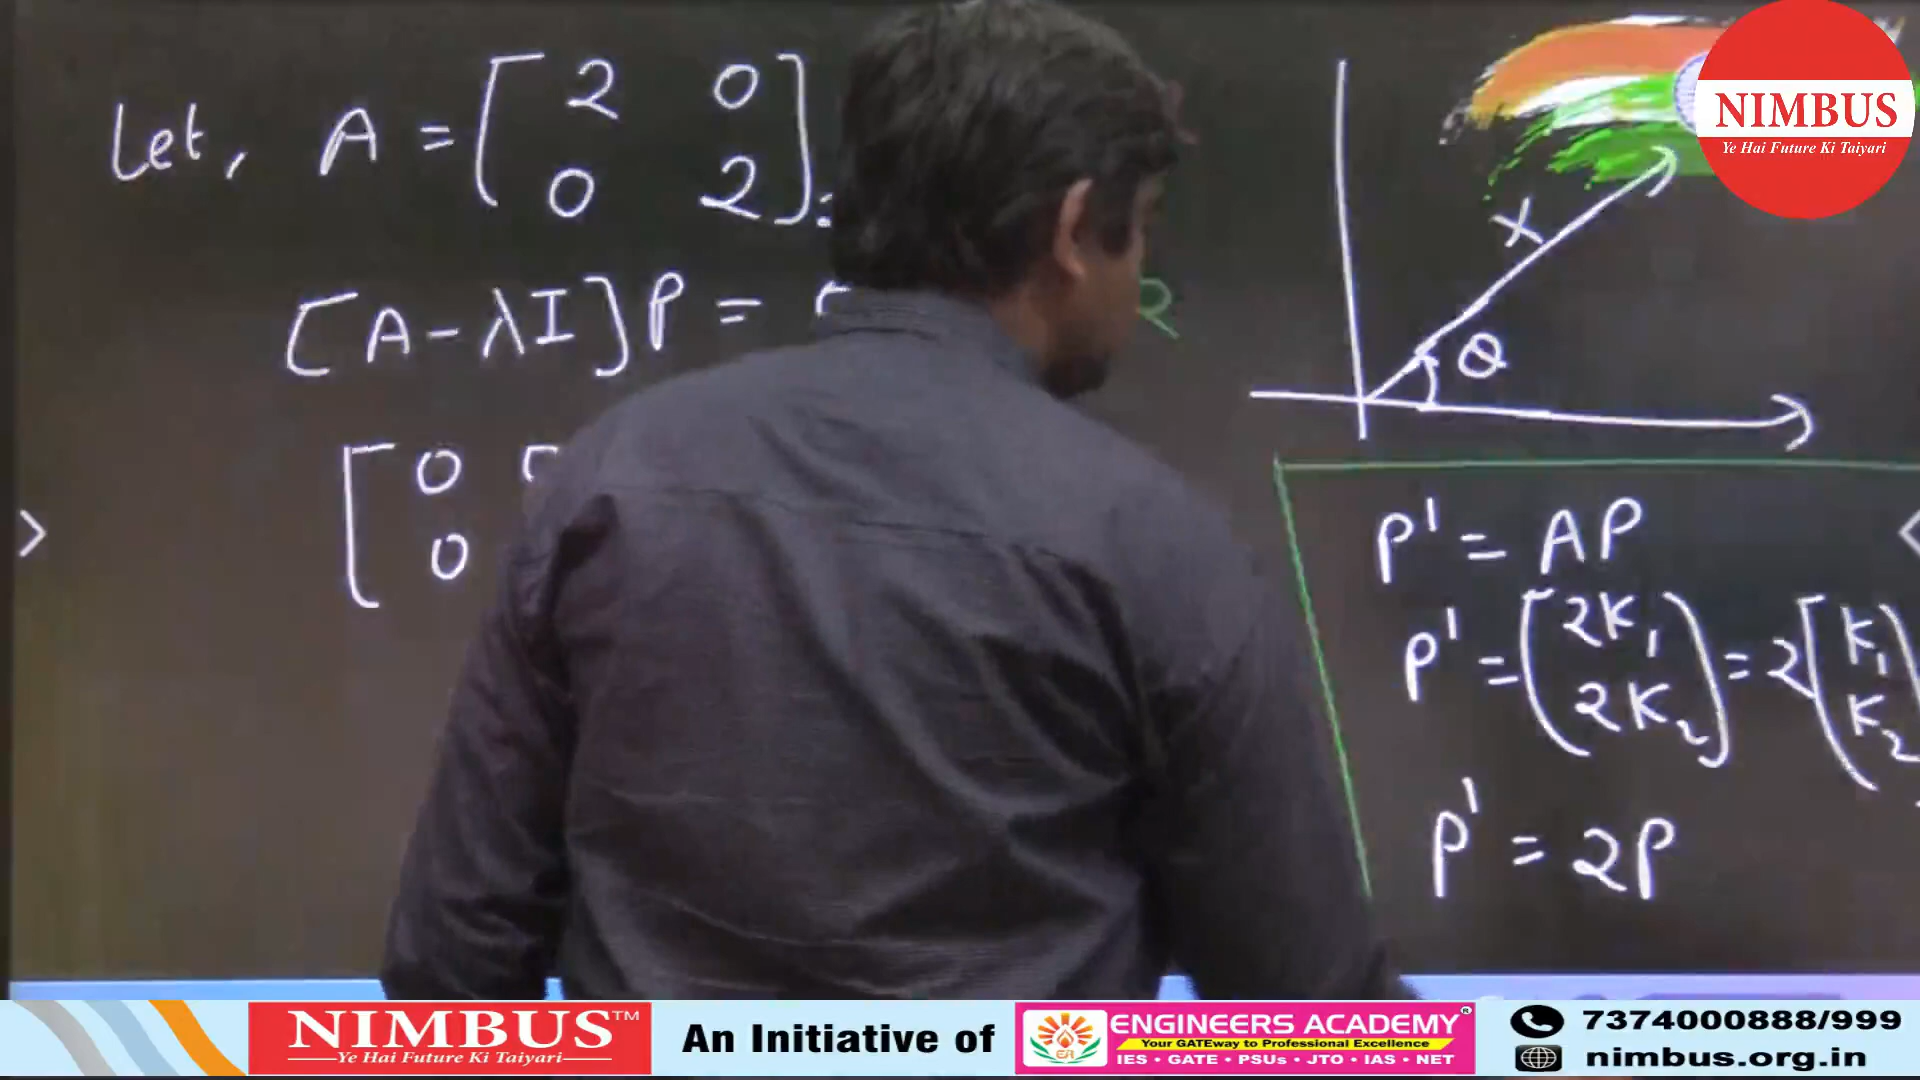 Let, A = [2 0
0 2]
[A - λI] P =
[0
0
X
θ
P' = AP
P' = (2K₁
2K₂) = 2 [K₁
K₂
P' = 2P
NIMBUS
Ye Hai Future Ki Taiyari
NIMBUS™
Ye Hai Future Ki Taiyari
An Initiative of
ENGINEERS ACADEMY®
Your GATEway to Professional Excellence
IES • GATE • PSUs • JTO • IAS • NET
7374000888/999
nimbus.org.in